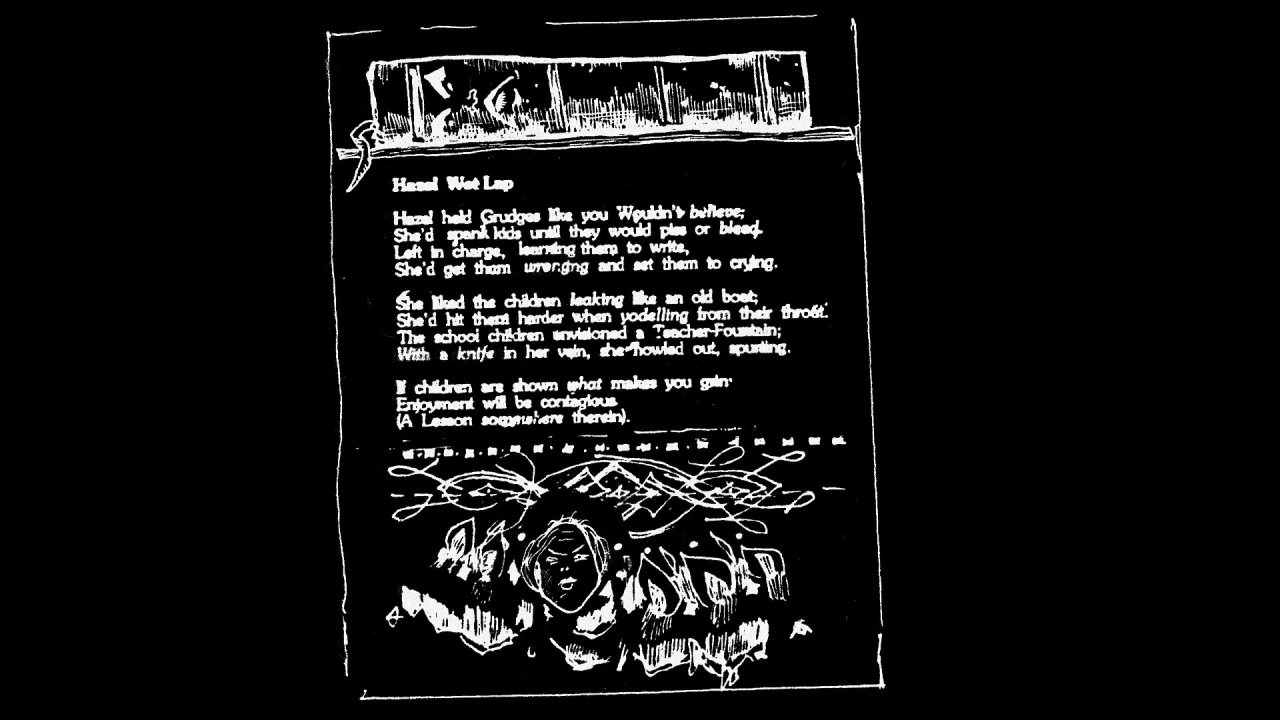 Hazel Wet Lap
Hazel held Grudges like you Wouldn't believe;
She'd spank kids until they would piss or bleed.
Left in charge, learning them to write,
She'd get them wronging and set them to crying.
She liked the children leaking like an old boat;
She'd hit them harder when yodelling from their throat.
The school children envisioned a Teacher-Fountain;
With a knife in her vein, she howled out, spurting.
If children are shown what makes you grin
Enjoyment will be contagious
(A Lesson somewhere therein).